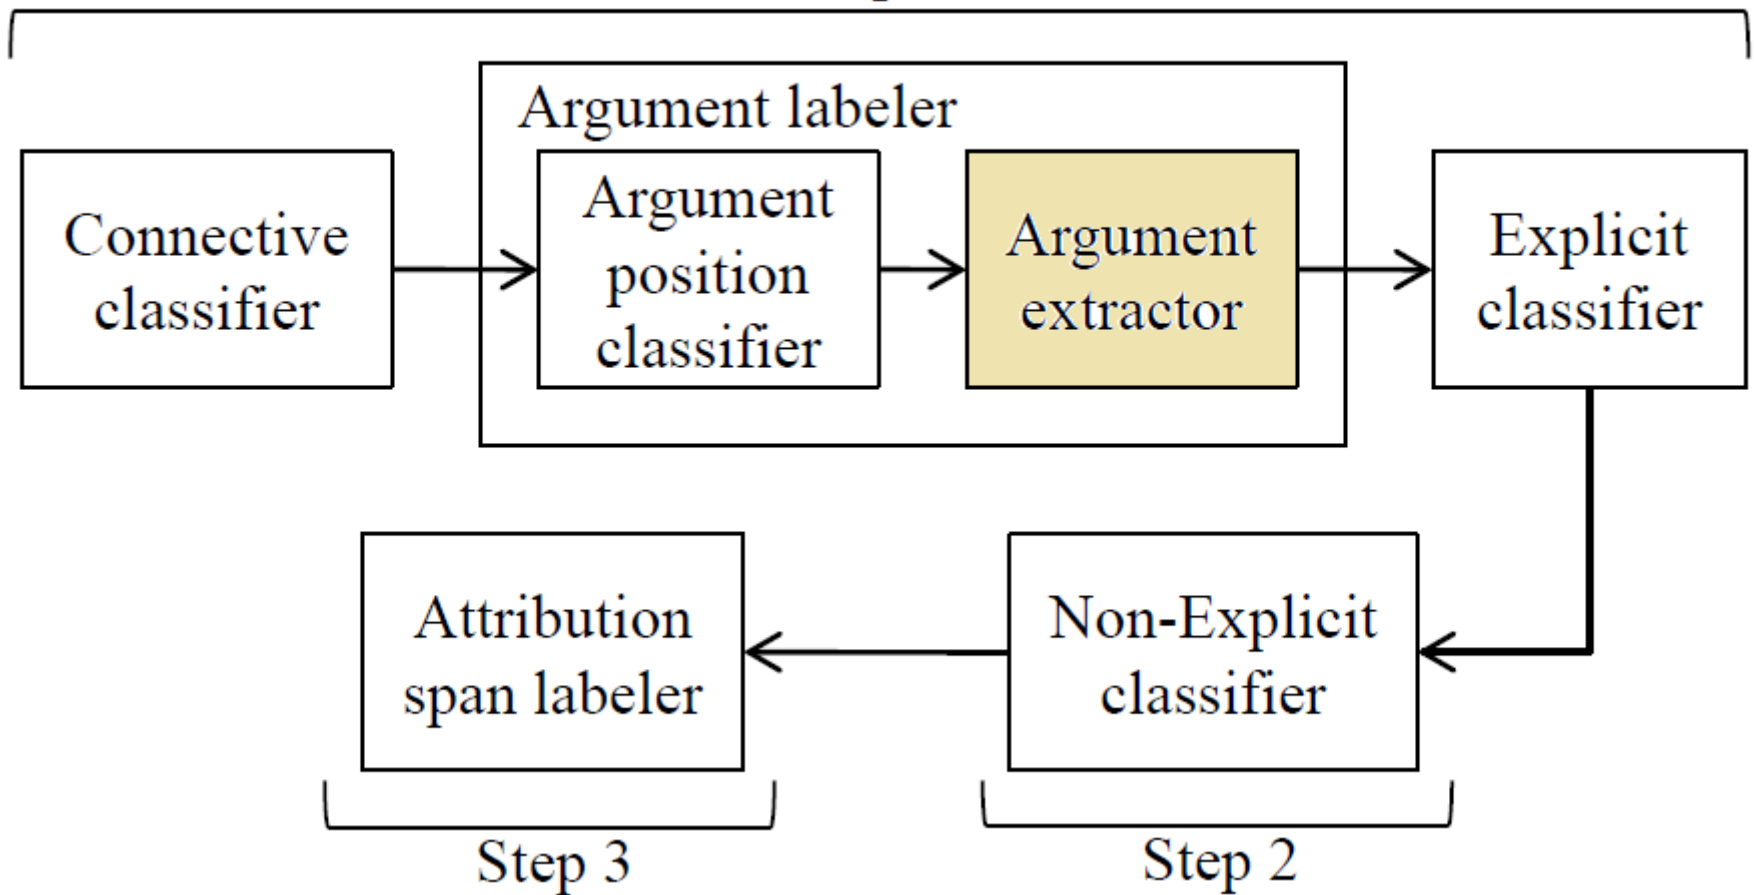 Argument labeler
Connective
classifier
Argument
position
classifier
Argument
extractor
Explicit
classifier
Attribution
span labeler
Non-Explicit
classifier
Step 3
Step 2